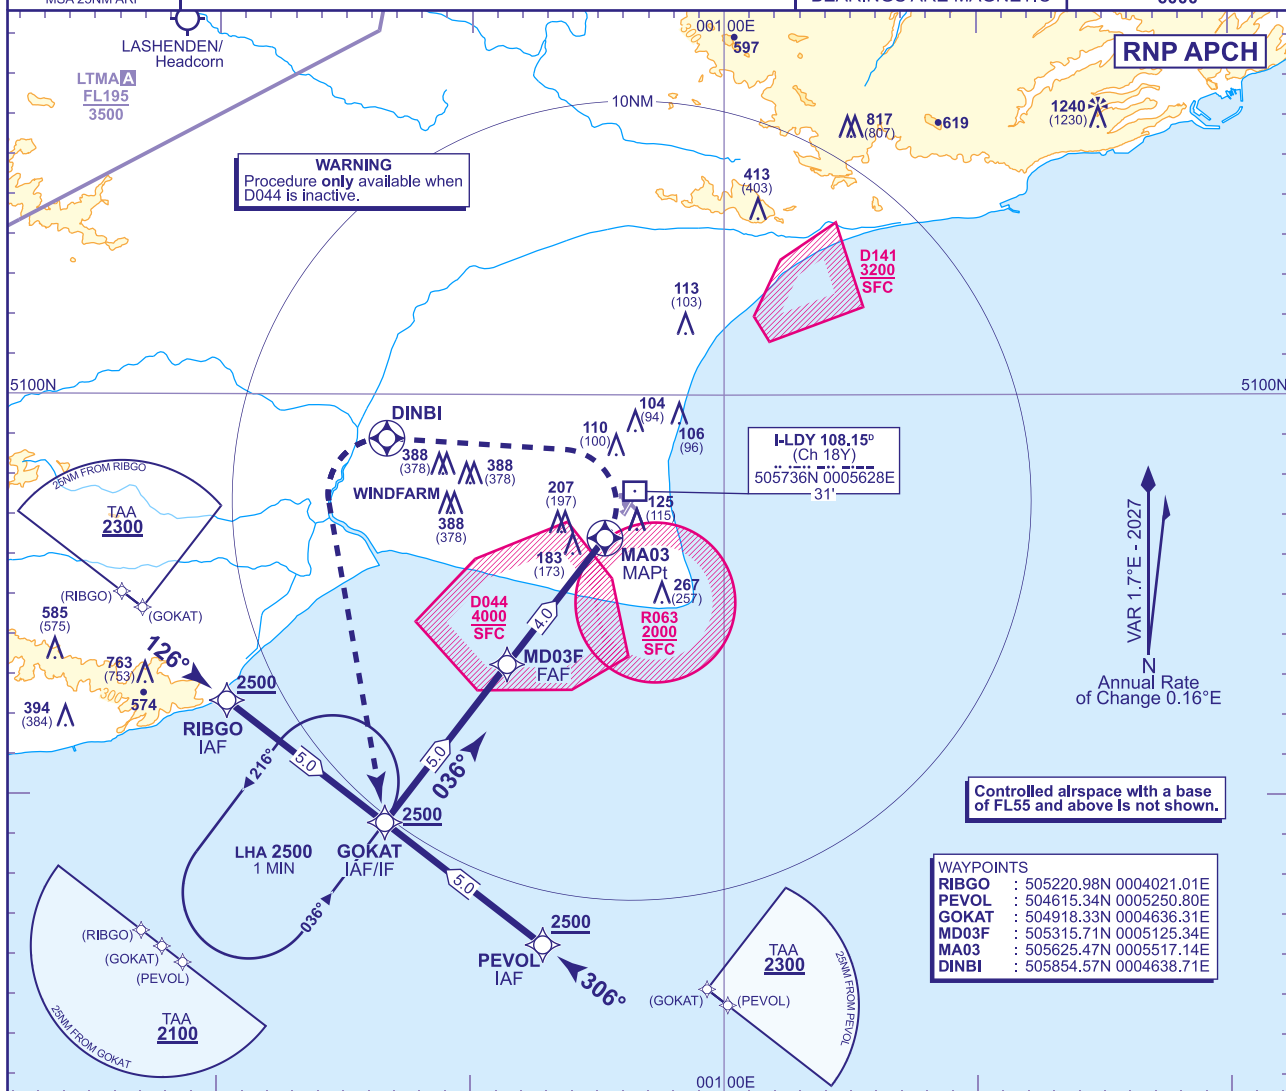 MSA 25NM ARP
BEARINGS ARE MAGNETIC
001 00E
597
RNP APCH
LASHENDEN/
Headcorn
LTMA A
FL195
3500
10NM
817
(807)
619
1240
(1230)
WARNING
Procedure only available when
D044 is inactive.
413
(403)
D141
3200
SFC
113
(103)
5100N
5100N
DINBI
104
(94)
110
(100)
106
(96)
I-LDY 108.15D
(Ch 18Y)
505736N 0005628E
31'
388
(378)
388
(378)
WINDFARM
388
(378)
207
(197)
125
(115)
25NM FROM RIBGO
TAA
2300
(RIBGO)
(GOKAT)
183
(173)
MA03
MAPt
267
(257)
D044
4000
SFC
R063
2000
SFC
4.0
MD03F
FAF
VAR 1.7°E - 2027
N
Annual Rate
of Change 0.16°E
585
(575)
126°
763
(753)
300
574
394
(384)
2500
RIBGO
IAF
216°
5.0
5.0
036°
2500
LHA 2500
1 MIN
GOKAT
IAF/IF
036°
5.0
2500
PEVOL
IAF
306°
Controlled airspace with a base
of FL55 and above is not shown.
WAYPOINTS
RIBGO : 505220.98N 0004021.01E
PEVOL : 504615.34N 0005250.80E
GOKAT : 504918.33N 0004636.31E
MD03F : 505315.71N 0005125.34E
MA03 : 505625.47N 0005517.14E
DINBI : 505854.57N 0004638.71E
(RIBGO)
(GOKAT)
(PEVOL)
TAA
2100
25NM FROM GOKAT
TAA
2300
(GOKAT)
(PEVOL)
25NM FROM PEVOL
001 00E